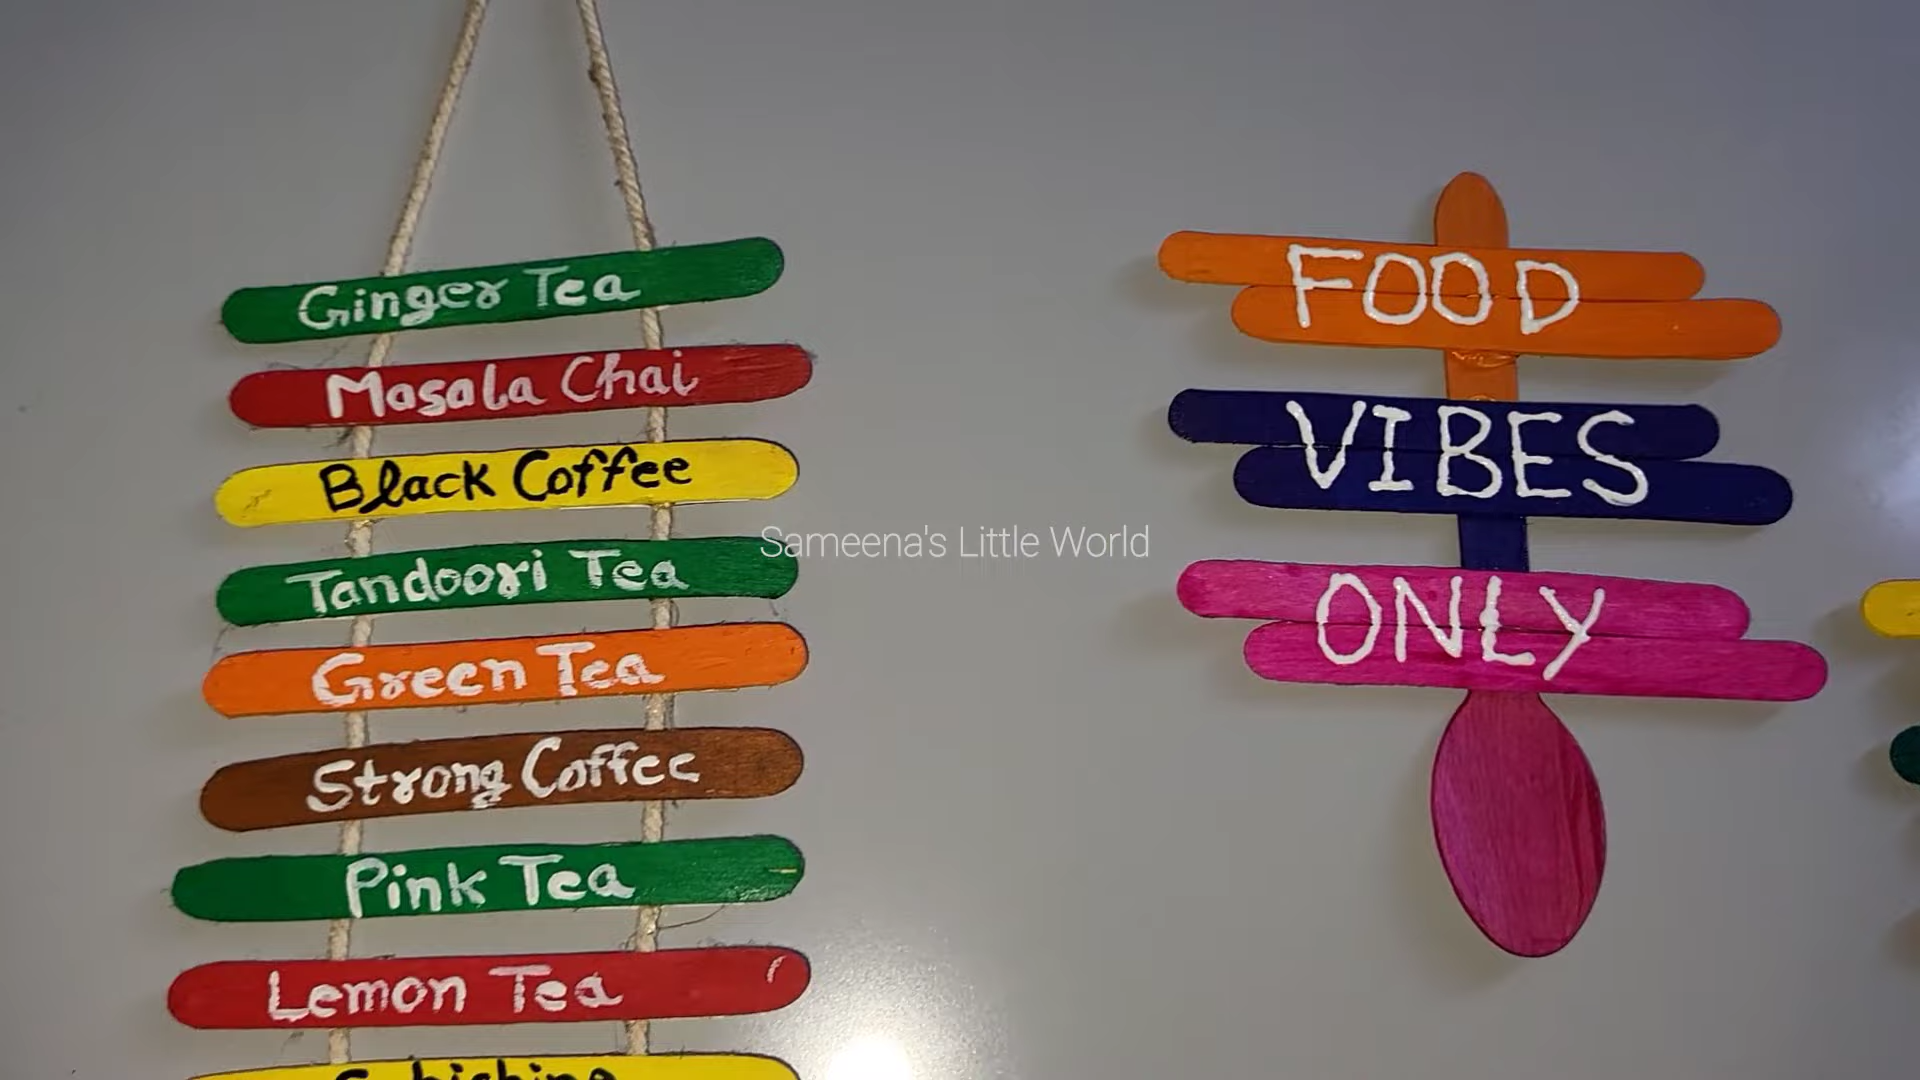 Ginger Tea
Masala Chai
Black Coffee
Tandoori Tea
Green Tea
Strong Coffee
Pink Tea
Lemon Tea
FOOD
VIBES
ONLY
Sameena's Little World